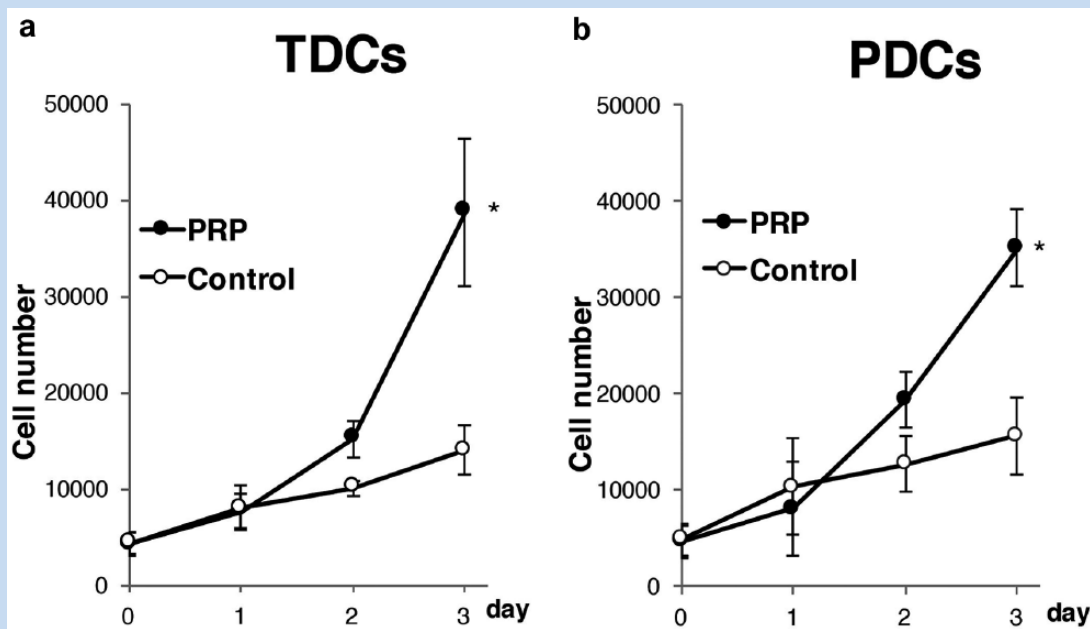 a
TDCs
50000
40000
30000
20000
10000
0
Cell number
PRP
*
Control
0 1 2 3 day
b
PDCs
50000
40000
30000
20000
10000
0
Cell number
PRP
*
Control
0 1 2 3 day